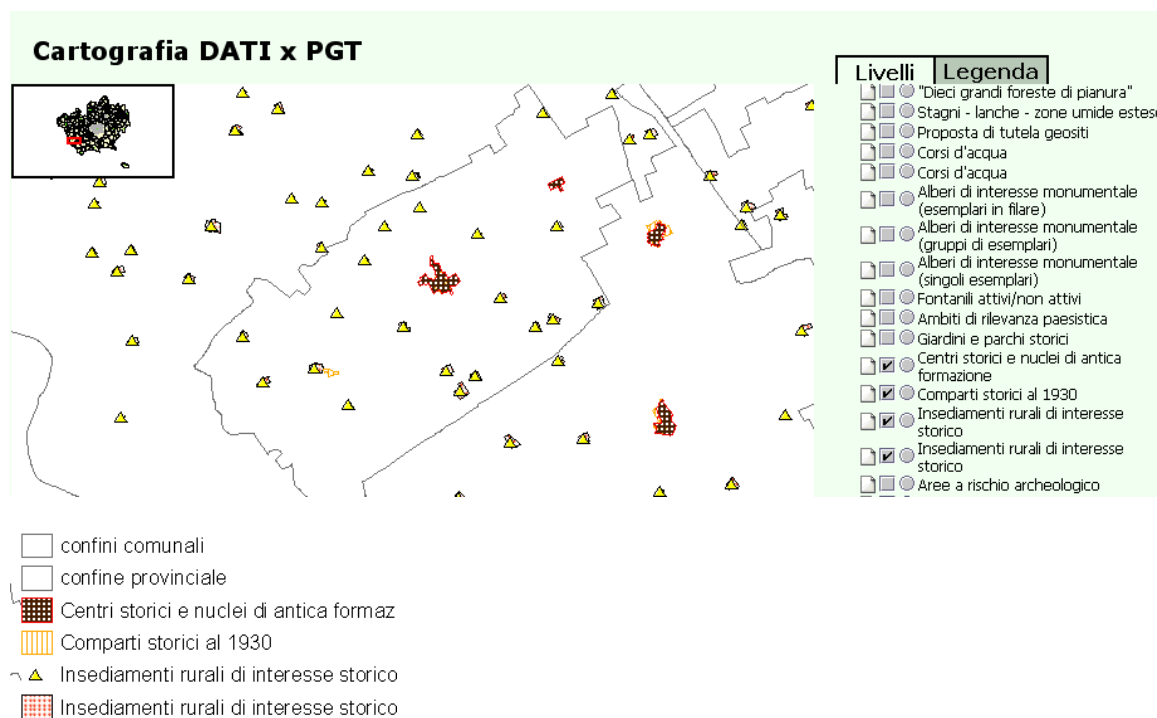 Cartografia DATI x PGT
Livelli
Legenda
"Dieci grandi foreste di pianura"
Stagni - lanche - zone umide estese
Proposta di tutela geositi
Corsi d'acqua
Corsi d'acqua
Alberi di interesse monumentale
(esemplari in filare)
Alberi di interesse monumentale
(gruppi di esemplari)
Alberi di interesse monumentale
(singoli esemplari)
Fontanili attivi/non attivi
Ambiti di rilevanza paesistica
Giardini e parchi storici
Centri storici e nuclei di antica
formazione
Comparti storici al 1930
Insediamenti rurali di interesse
storico
Insediamenti rurali di interesse
storico
Aree a rischio archeologico
confini comunali
confine provinciale
Centri storici e nuclei di antica formaz
Comparti storici al 1930
Insediamenti rurali di interesse storico
Insediamenti rurali di interesse storico